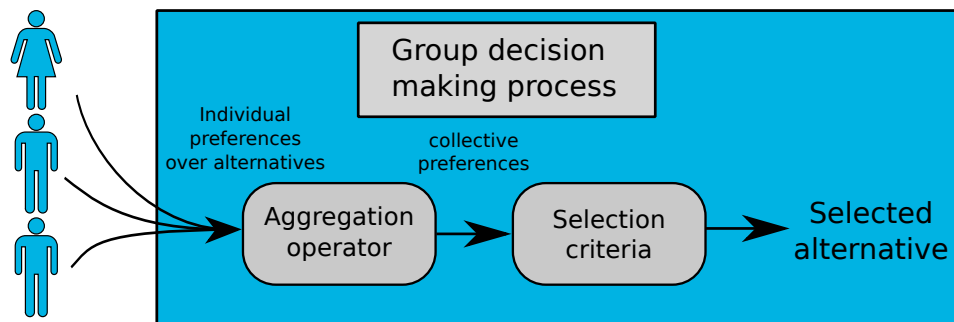 Group decision
making process
Individual
preferences
over alternatives
collective
preferences
Aggregation
operator
Selection
criteria
Selected
alternative